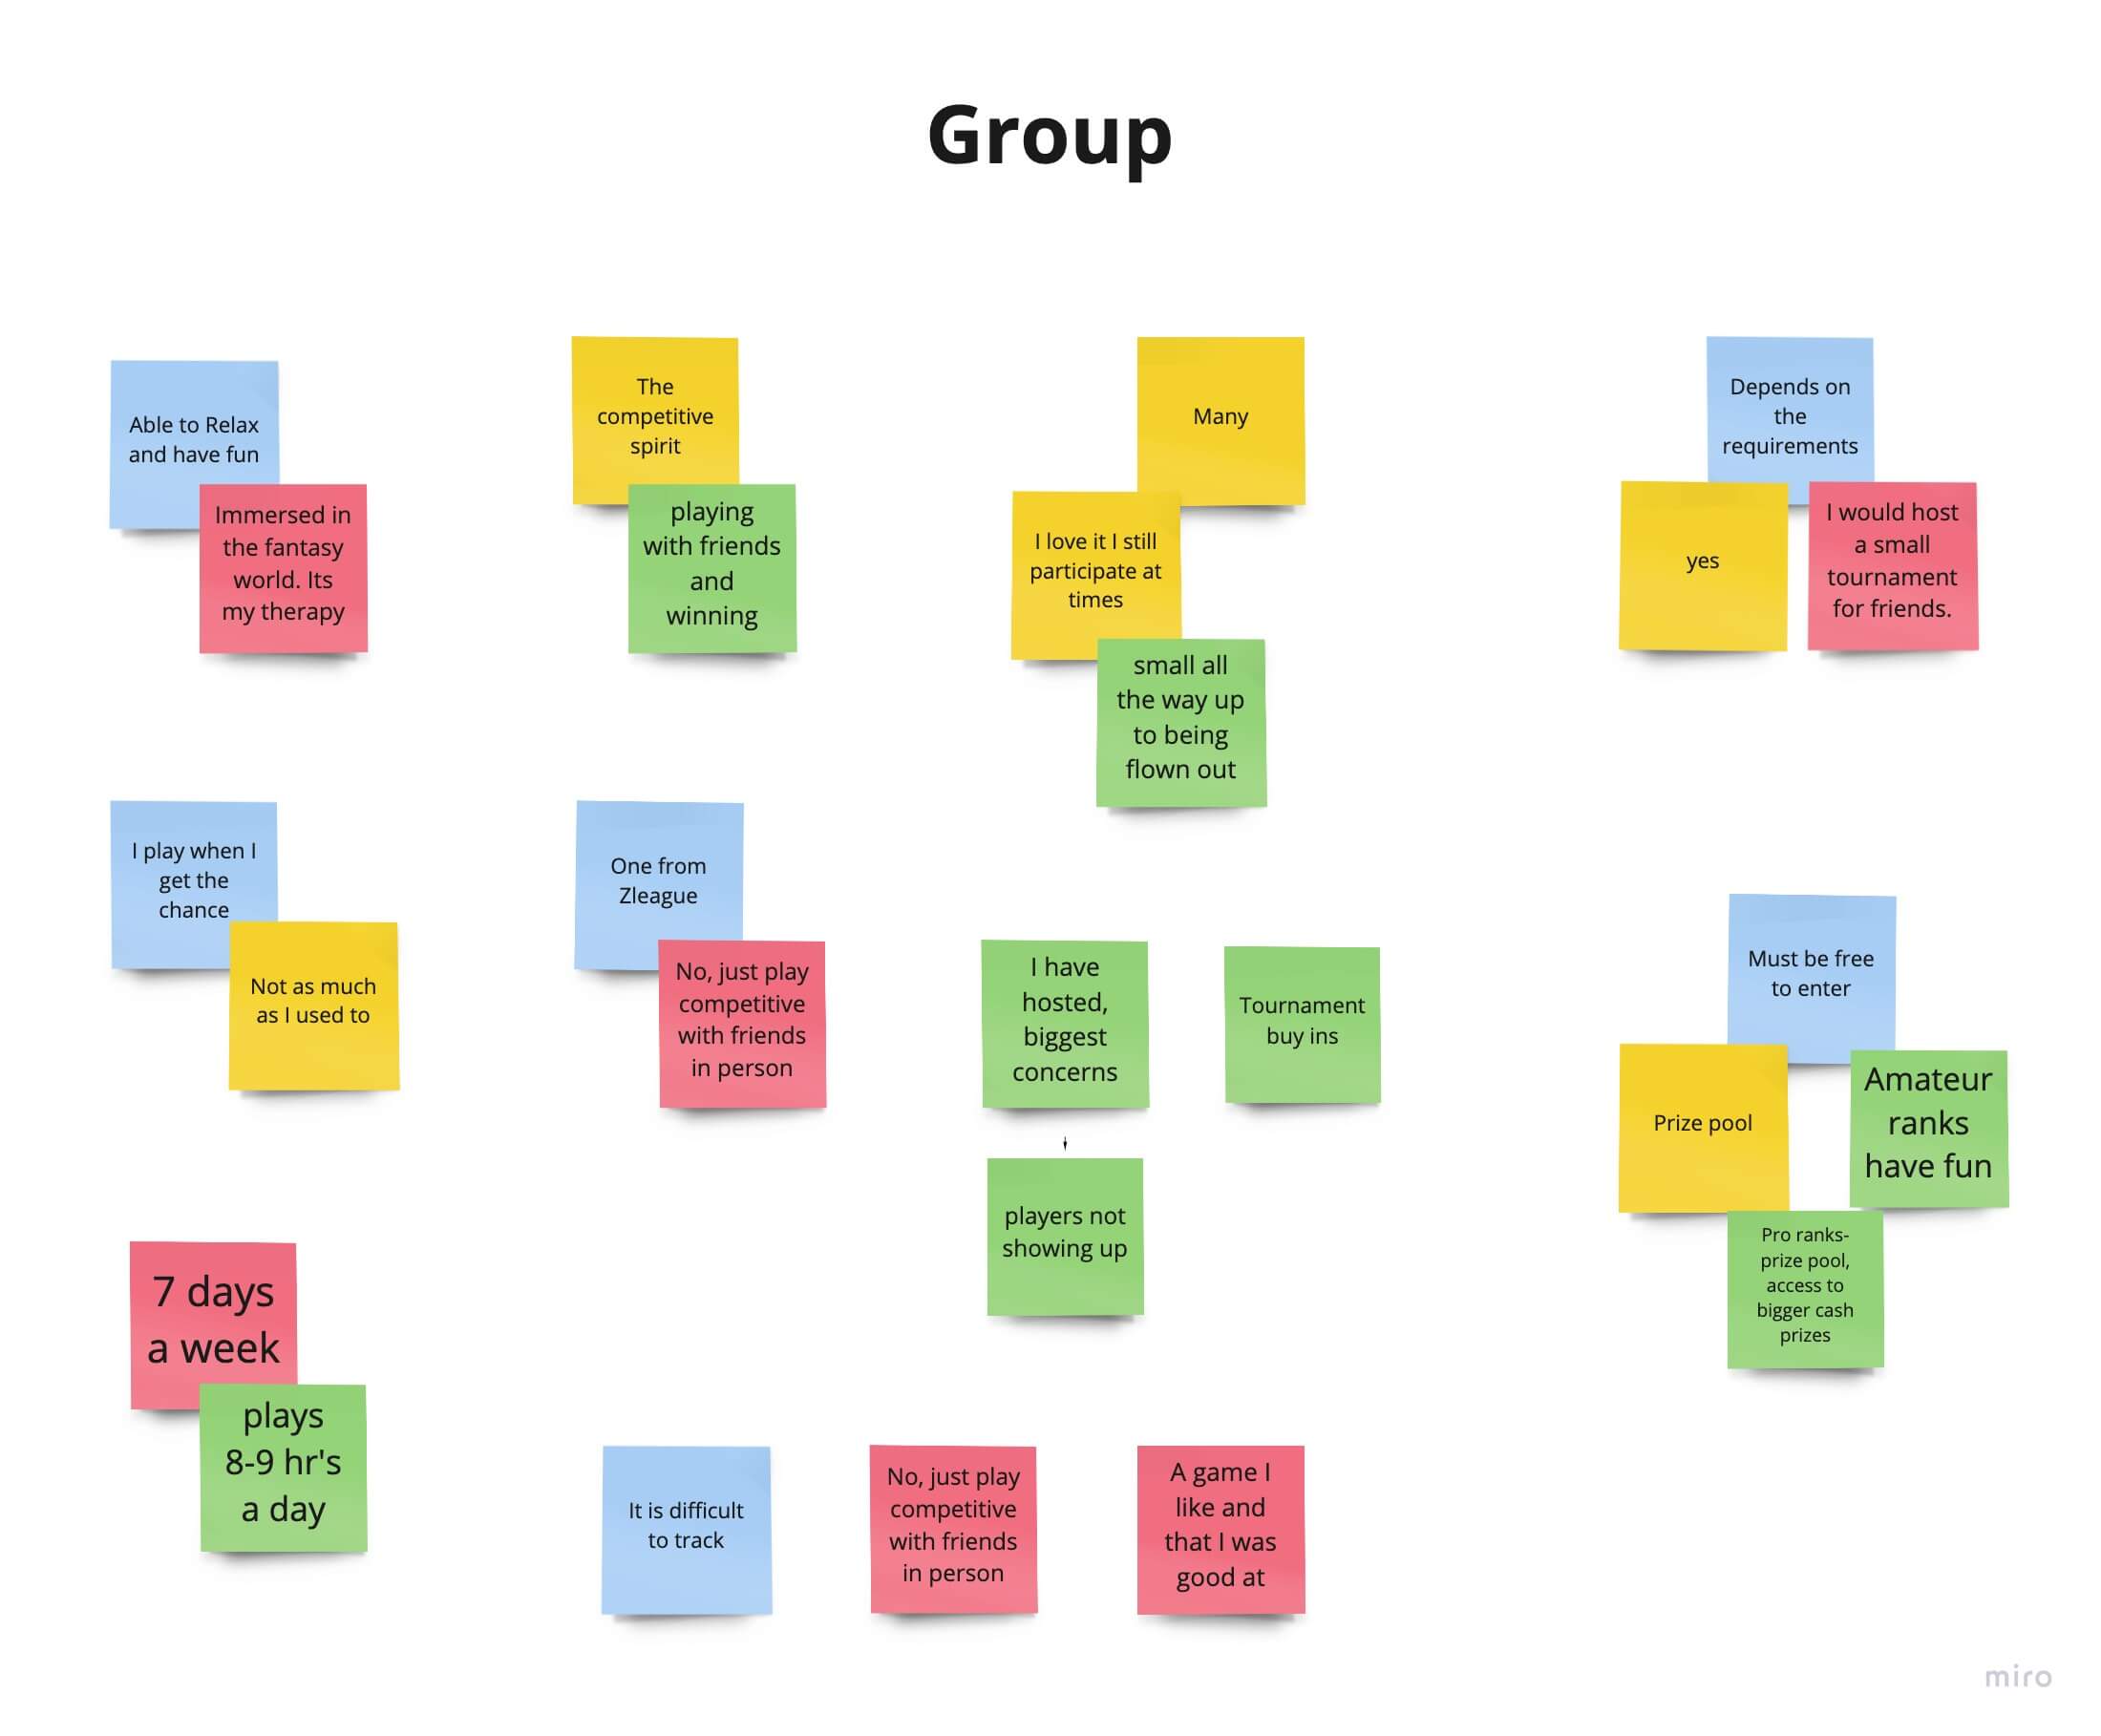 Group
Able to Relax
and have fun
Immersed in
the fantasy
world. Its
my therapy
The
competitive
spirit
playing
with friends
and
winning
Many
I love it I still
participate at
times
small all
the way up
to being
flown out
Depends on
the
requirements
yes
I would host
a small
tournament
for friends.
I play when I
get the
chance
Not as much
as I used to
One from
Zleague
No, just play
competitive
with friends
in person
I have
hosted,
biggest
concerns
Tournament
buy ins
players not
showing up
Must be free
to enter
Prize pool
Amateur
ranks
have fun
Pro ranks-
prize pool,
access to
bigger cash
prizes
7 days
a week
plays
8-9 hr's
a day
It is difficult
to track
No, just play
competitive
with friends
in person
A game I
like and
that I was
good at
miro